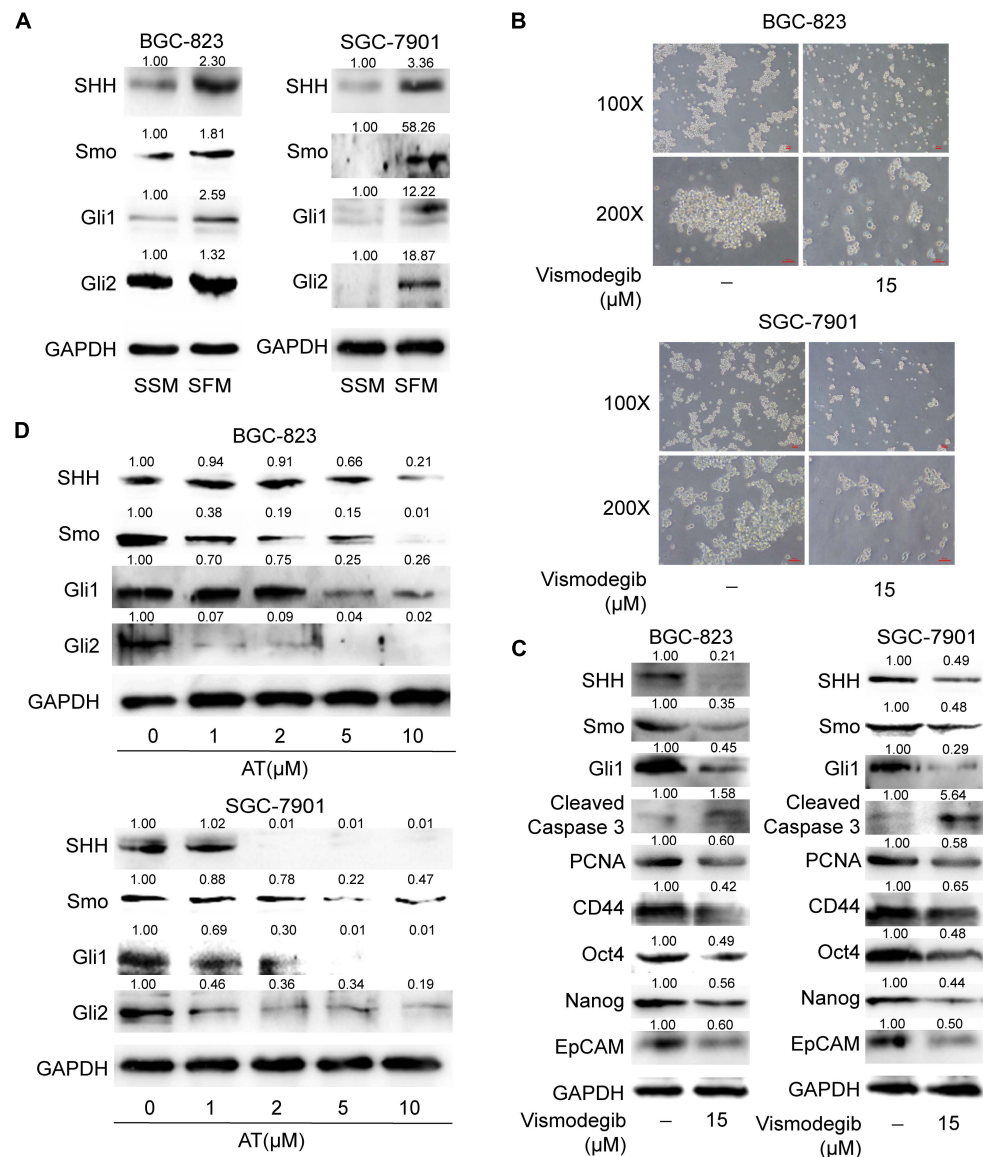 A
BGC-823
SGC-7901
1.00 2.30
SHH
1.00 1.81
Smo
1.00 2.59
Gli1
1.00 1.32
Gli2
GAPDH
SSM SFM
1.00 3.36
SHH
1.00 58.26
Smo
1.00 12.22
Gli1
1.00 18.87
Gli2
GAPDH
SSM SFM
B
BGC-823
100X
200X
Vismodegib – 15
(µM)
SGC-7901
100X
200X
Vismodegib – 15
(µM)
D
BGC-823
1.00 0.94 0.91 0.66 0.21
SHH
1.00 0.38 0.19 0.15 0.01
Smo
1.00 0.70 0.75 0.25 0.26
Gli1
1.00 0.07 0.09 0.04 0.02
Gli2
GAPDH
0 1 2 5 10
AT(µM)
SGC-7901
1.00 1.02 0.01 0.01 0.01
SHH
1.00 0.88 0.78 0.22 0.47
Smo
1.00 0.69 0.30 0.01 0.01
Gli1
1.00 0.46 0.36 0.34 0.19
Gli2
GAPDH
0 1 2 5 10
AT(µM)
C
BGC-823
1.00 0.21
SHH
1.00 0.35
Smo
1.00 0.45
Gli1
1.00 1.58
Cleaved
Caspase 3
1.00 0.60
PCNA
1.00 0.42
CD44
1.00 0.49
Oct4
1.00 0.56
Nanog
1.00 0.60
EpCAM
GAPDH
Vismodegib – 15
(µM)
SGC-7901
1.00 0.49
SHH
1.00 0.48
Smo
1.00 0.29
Gli1
1.00 5.64
Cleaved
Caspase 3
1.00 0.58
PCNA
1.00 0.65
CD44
1.00 0.48
Oct4
1.00 0.44
Nanog
1.00 0.50
EpCAM
GAPDH
Vismodegib – 15
(µM)